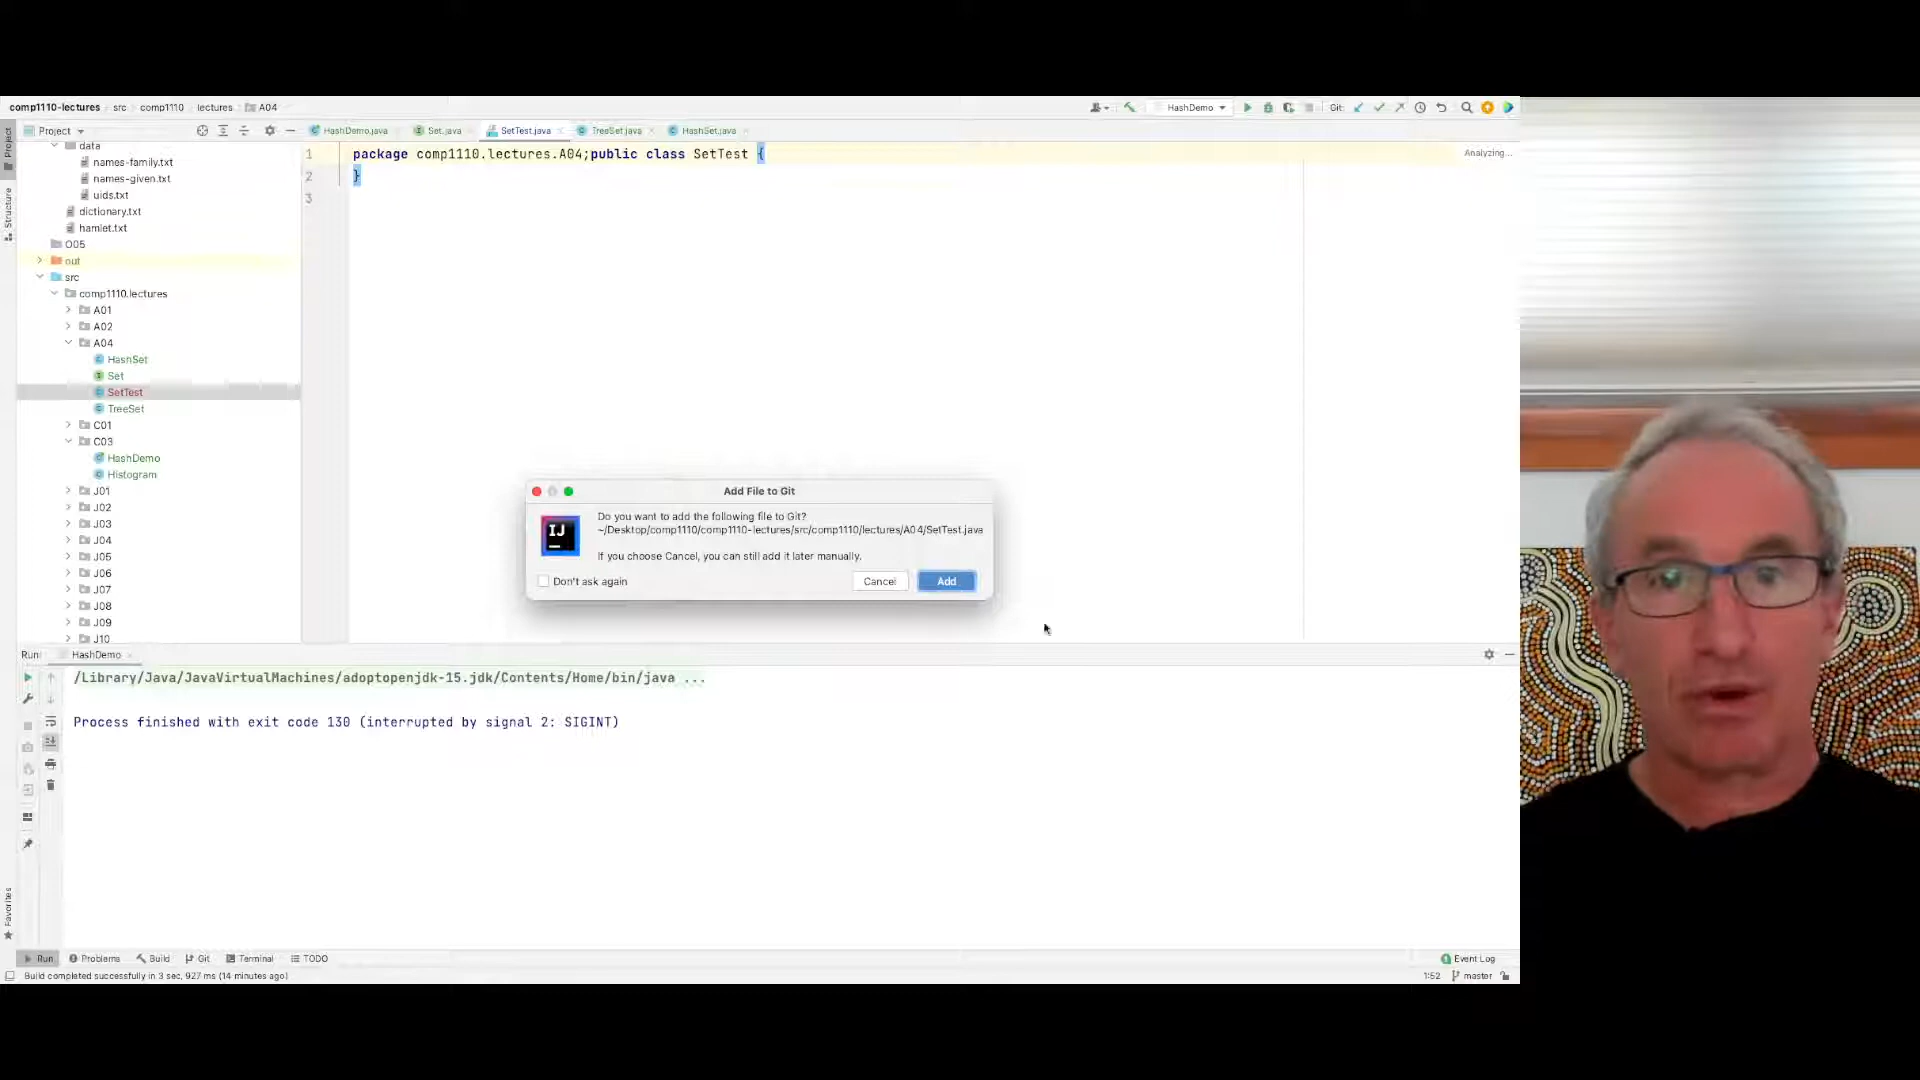 comp1110-lectures src comp1110 lectures A04
HashDemo
Git:
Project
HashDemo.java
Set.java
SetTest.java
TreeSet.java
HashSet.java
Project
Structure
Favorites
data
names-family.txt
names-given.txt
uids.txt
dictionary.txt
hamlet.txt
O05
out
src
comp1110.lectures
A01
A02
A04
HashSet
Set
SetTest
TreeSet
C01
C03
HashDemo
Histogram
J01
J02
J03
J04
J05
J06
J07
J08
J09
J10
1 package comp1110.lectures.A04;public class SetTest {
2 }
3
Analyzing...
Add File to Git
IJ
Do you want to add the following file to Git?
~/Desktop/comp1110/comp1110-lectures/src/comp1110/lectures/A04/SetTest.java
If you choose Cancel, you can still add it later manually.
Don't ask again
Cancel
Add
Run: HashDemo
/Library/Java/JavaVirtualMachines/adoptopenjdk-15.jdk/Contents/Home/bin/java ...
Process finished with exit code 130 (interrupted by signal 2: SIGINT)
Run Problems Build Git Terminal TODO
Event Log
Build completed successfully in 3 sec, 927 ms (14 minutes ago)
1:52 master